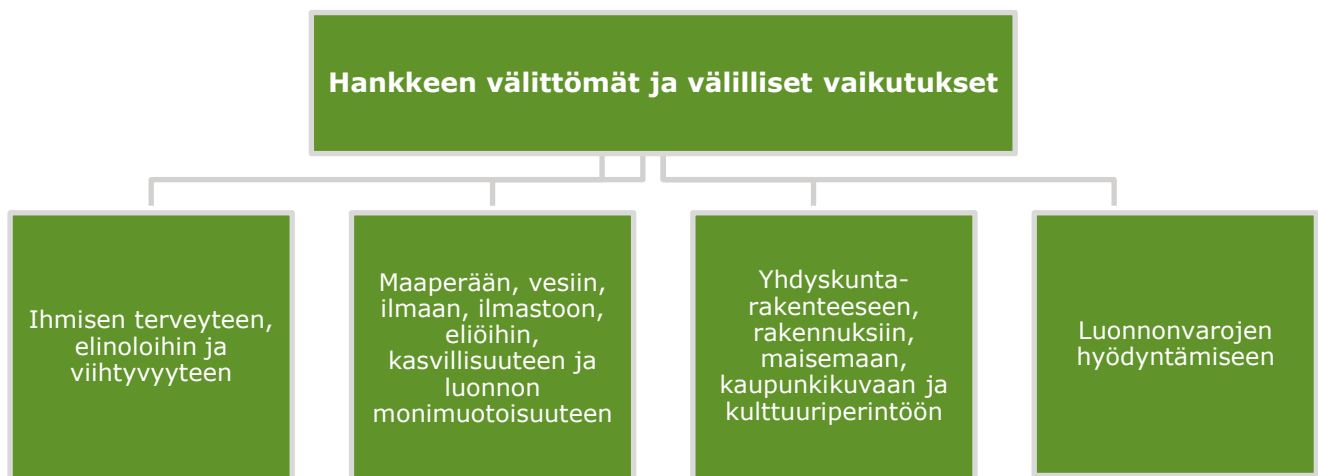 Hankkeen välittömät ja välilliset vaikutukset
Ihmisen terveyteen,
elinoloihin ja
viihtyvyyteen
Maaperään, vesiin,
ilmaan, ilmastoon,
eliöihin,
kasvillisuuteen ja
luonnon
monimuotoisuuteen
Yhdyskunta-
rakenteeseen,
rakennuksiin,
maisemaan,
kaupunkikuvaan ja
kulttuuriperintöön
Luonnonvarojen
hyödyntämiseen